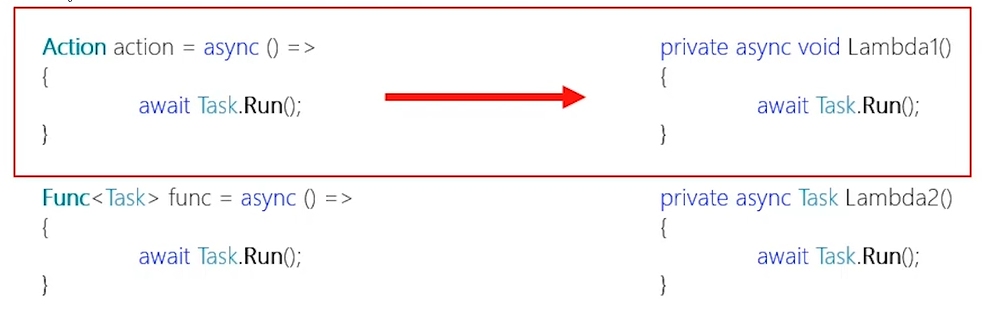 Action action = async () =>
{
await Task.Run();
}
private async void Lambda1()
{
await Task.Run();
}
Func<Task> func = async () =>
{
await Task.Run();
}
private async Task Lambda2()
{
await Task.Run();
}